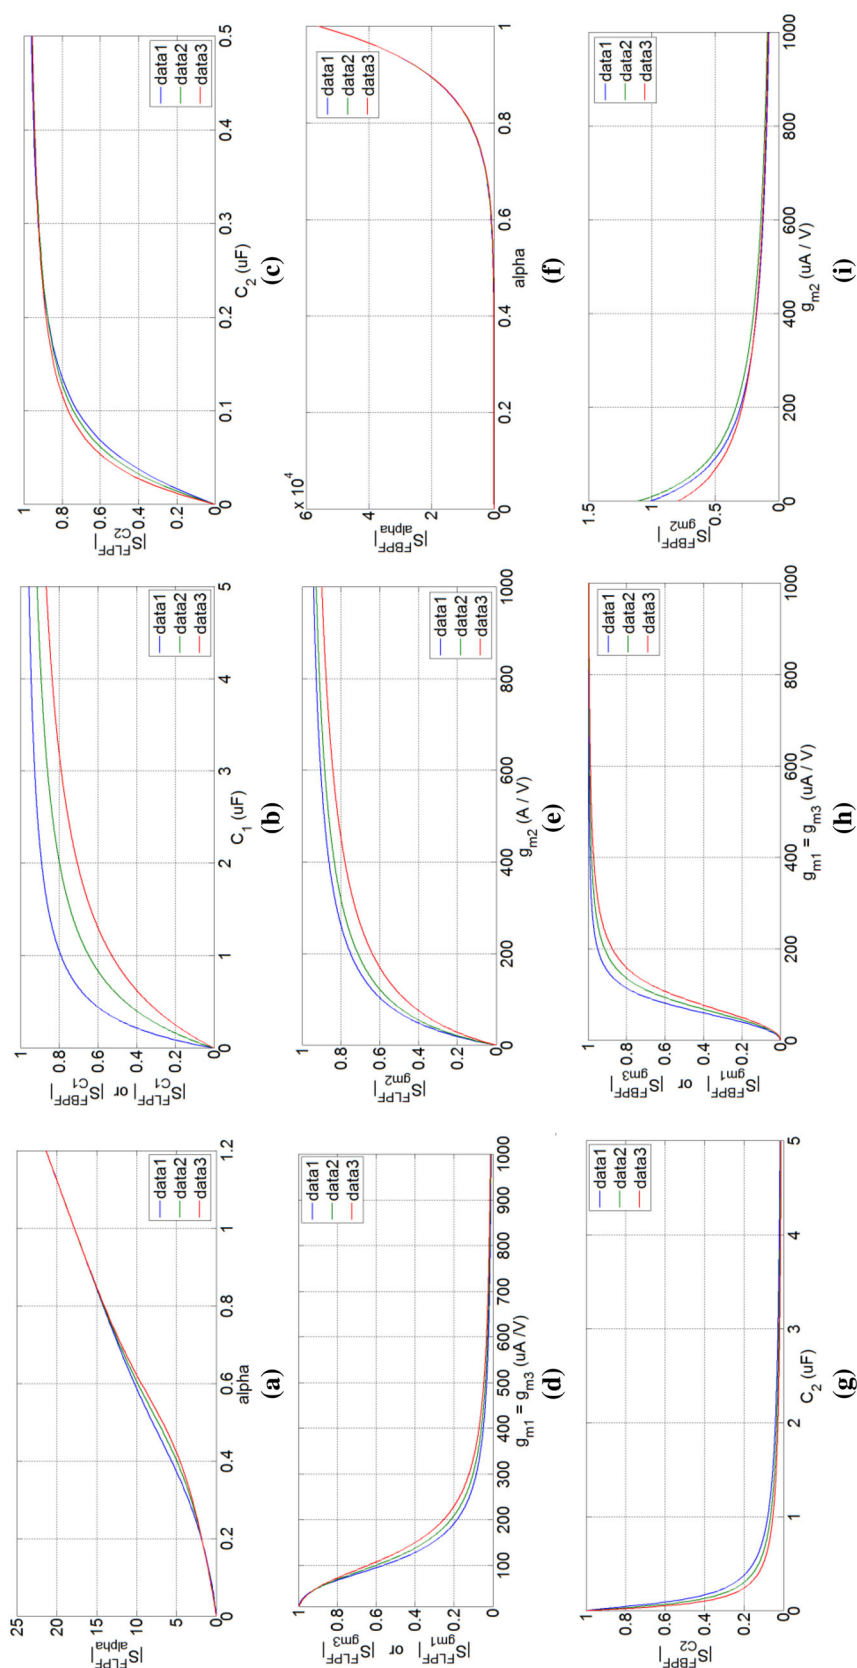 25
20
15
10
5
0
|S^FLPF_alpha|
0 0.2 0.4 0.6 0.8 1 1.2
alpha
data1
data2
data3
(a)
1
0.8
0.6
0.4
0.2
0
|S^FLPF_C1| or |S^FBPF_C1|
0 1 2 3 4 5
C_1 (uF)
data1
data2
data3
(b)
1
0.8
0.6
0.4
0.2
0
|S^FLPF_C2|
0 0.1 0.2 0.3 0.4 0.5
C_2 (uF)
data1
data2
data3
(c)
1
0.8
0.6
0.4
0.2
0
|S^FLPF_gm1| or |S^FLPF_gm3|
100 200 300 400 500 600 700 800 900 1000
g_m1 = g_m3 (uA /V)
data1
data2
data3
(d)
1
0.8
0.6
0.4
0.2
0
|S^FLPF_gm2|
0 200 400 600 800 1000
g_m2 (A / V)
data1
data2
data3
(e)
6 x 10^4
4
2
0
|S^FBPF_alpha|
0 0.2 0.4 0.6 0.8 1
alpha
data1
data2
data3
(f)
1
0.8
0.6
0.4
0.2
0
|S^FBPF_C2|
0 1 2 3 4 5
C_2 (uF)
data1
data2
data3
(g)
1
0.8
0.6
0.4
0.2
0
|S^FBPF_gm1| or |S^FBPF_gm3|
0 200 400 600 800 1000
g_m1 = g_m3 (uA / V)
data1
data2
data3
(h)
1.5
1
0.5
0
|S^FBPF_gm2|
0 200 400 600 800 1000
g_m2 (uA / V)
data1
data2
data3
(i)